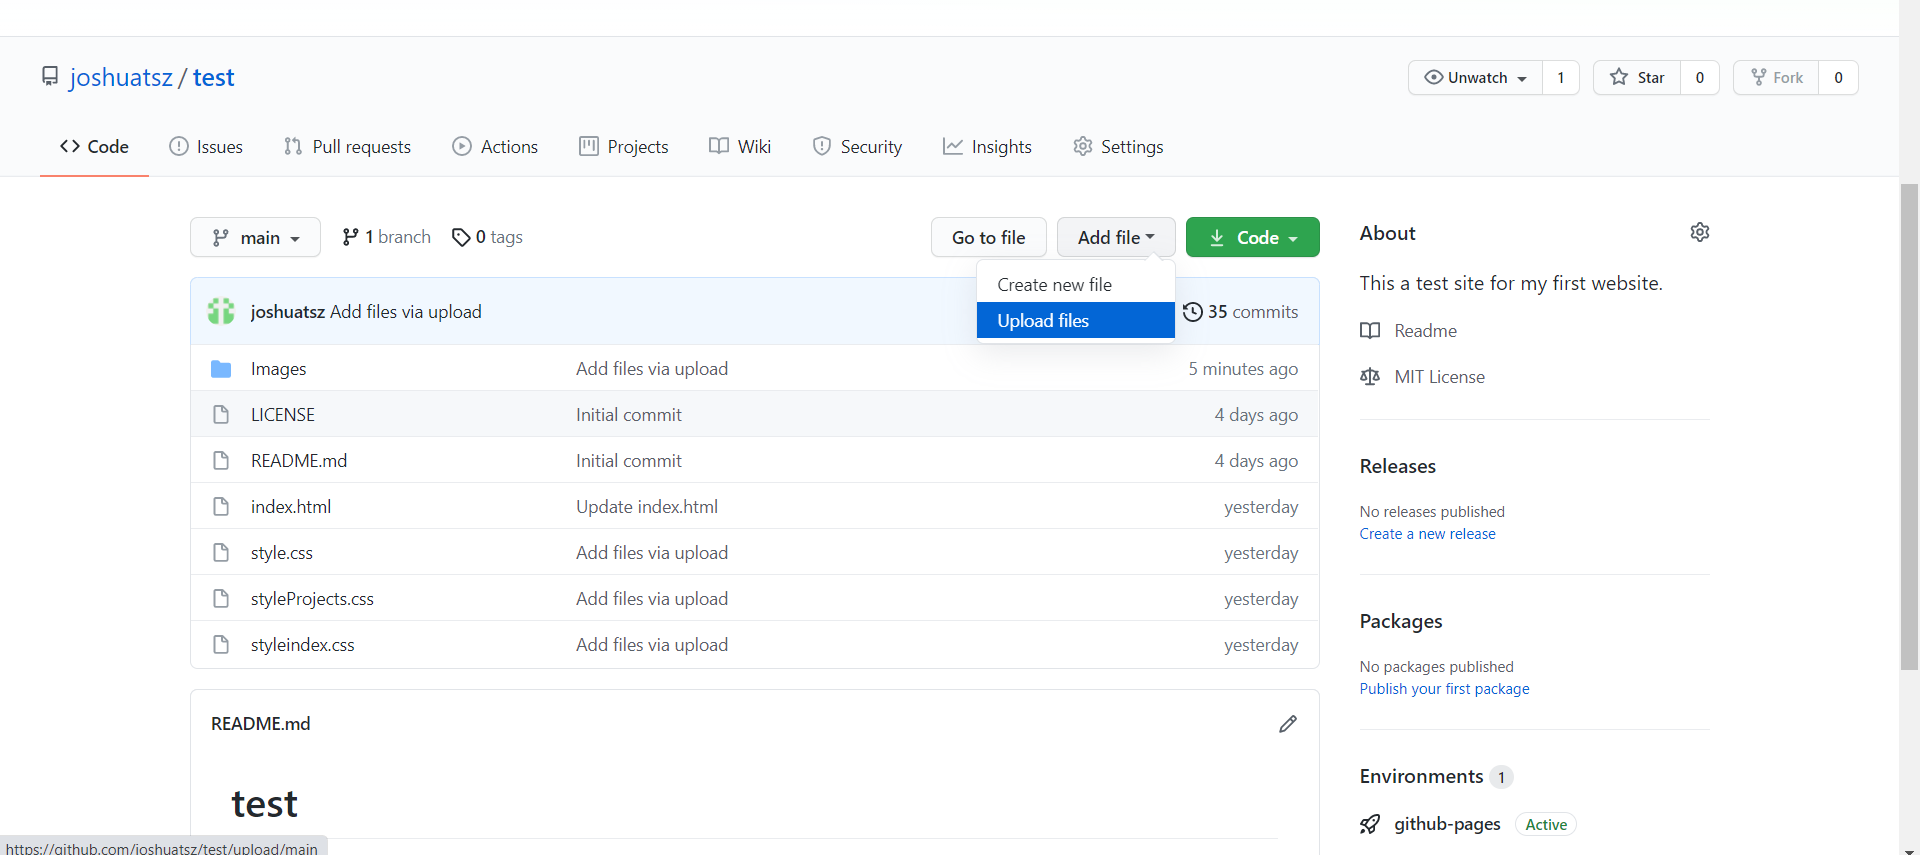 joshuatsz / test
Unwatch 1 Star 0 Fork 0
Code Issues Pull requests Actions Projects Wiki Security Insights Settings
main 1 branch 0 tags Go to file Add file Code
Create new file
Upload files
joshuatsz Add files via upload 35 commits
Images Add files via upload 5 minutes ago
LICENSE Initial commit 4 days ago
README.md Initial commit 4 days ago
index.html Update index.html yesterday
style.css Add files via upload yesterday
styleProjects.css Add files via upload yesterday
styleindex.css Add files via upload yesterday
README.md
test
About
This a test site for my first website.
Readme
MIT License
Releases
No releases published
Create a new release
Packages
No packages published
Publish your first package
Environments 1
github-pages Active
https://github.com/joshuatsz/test/upload/main